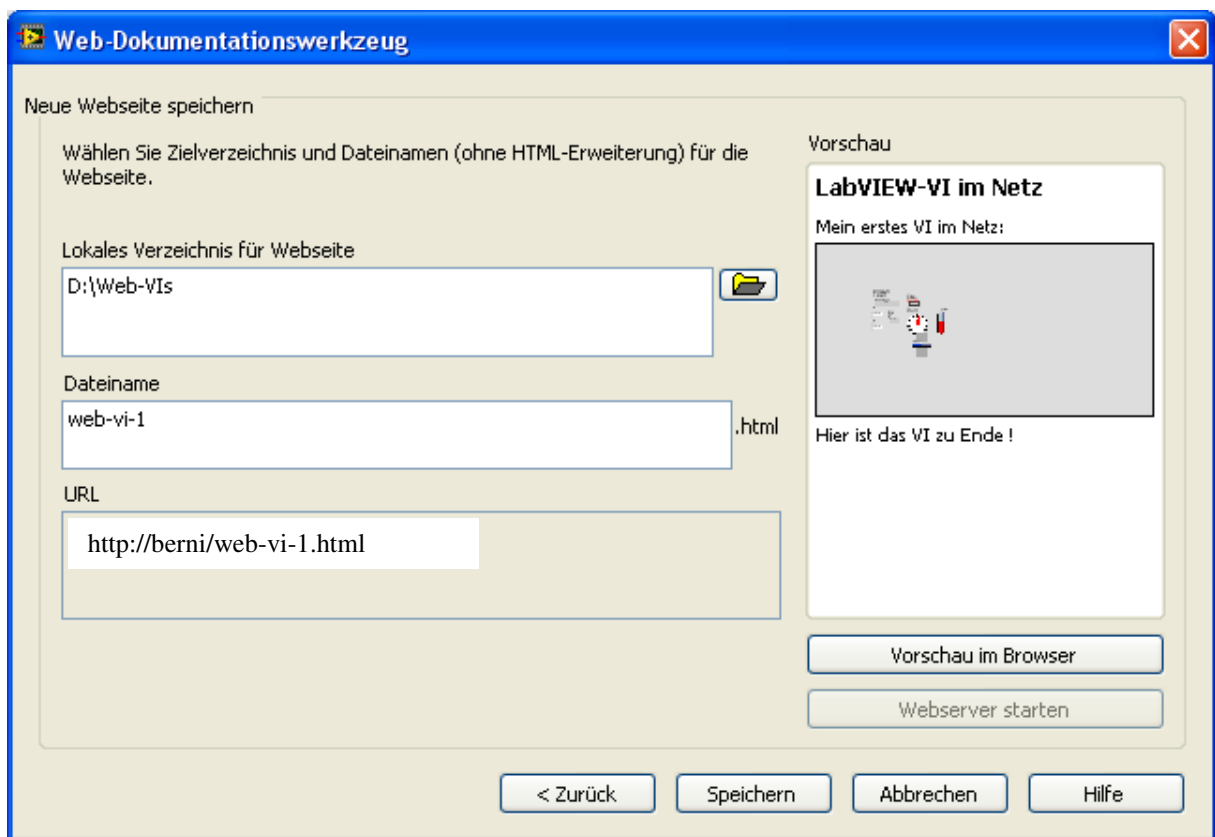 Web-Dokumentationswerkzeug
Neue Webseite speichern
Wählen Sie Zielverzeichnis und Dateinamen (ohne HTML-Erweiterung) für die
Webseite.
Lokales Verzeichnis für Webseite
D:\Web-VIs
Dateiname
web-vi-1
.html
URL
http://berni/web-vi-1.html
Vorschau
LabVIEW-VI im Netz
Mein erstes VI im Netz:
Hier ist das VI zu Ende !
Vorschau im Browser
Webserver starten
< Zurück
Speichern
Abbrechen
Hilfe